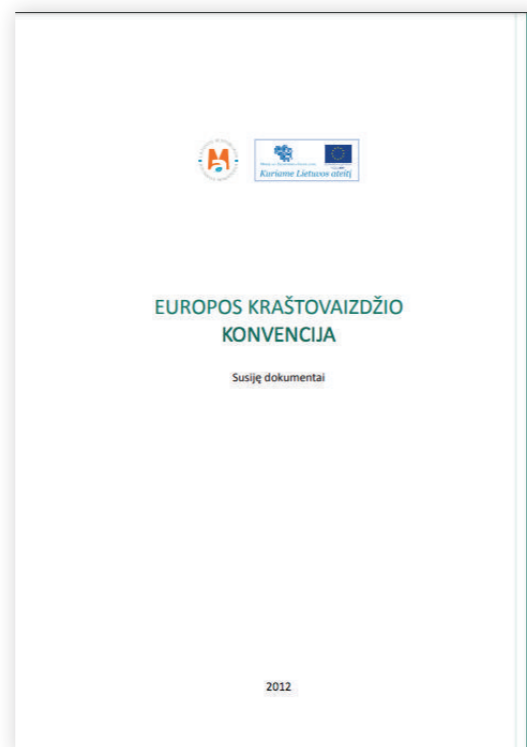 Kuriame Lietuvos ateitį
EUROPOS KRAŠTOVAIZDŽIO
KONVENCIJA
Susiję dokumentai
2012